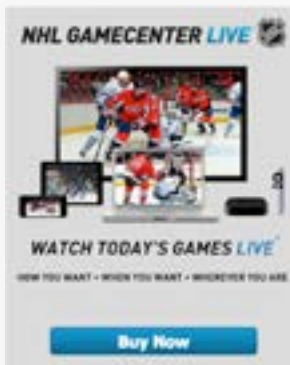 NHL GAMECENTER LIVE
WATCH TODAY'S GAMES LIVE
HOW YOU WANT • WHEN YOU WANT • WHEREVER YOU ARE
Buy Now